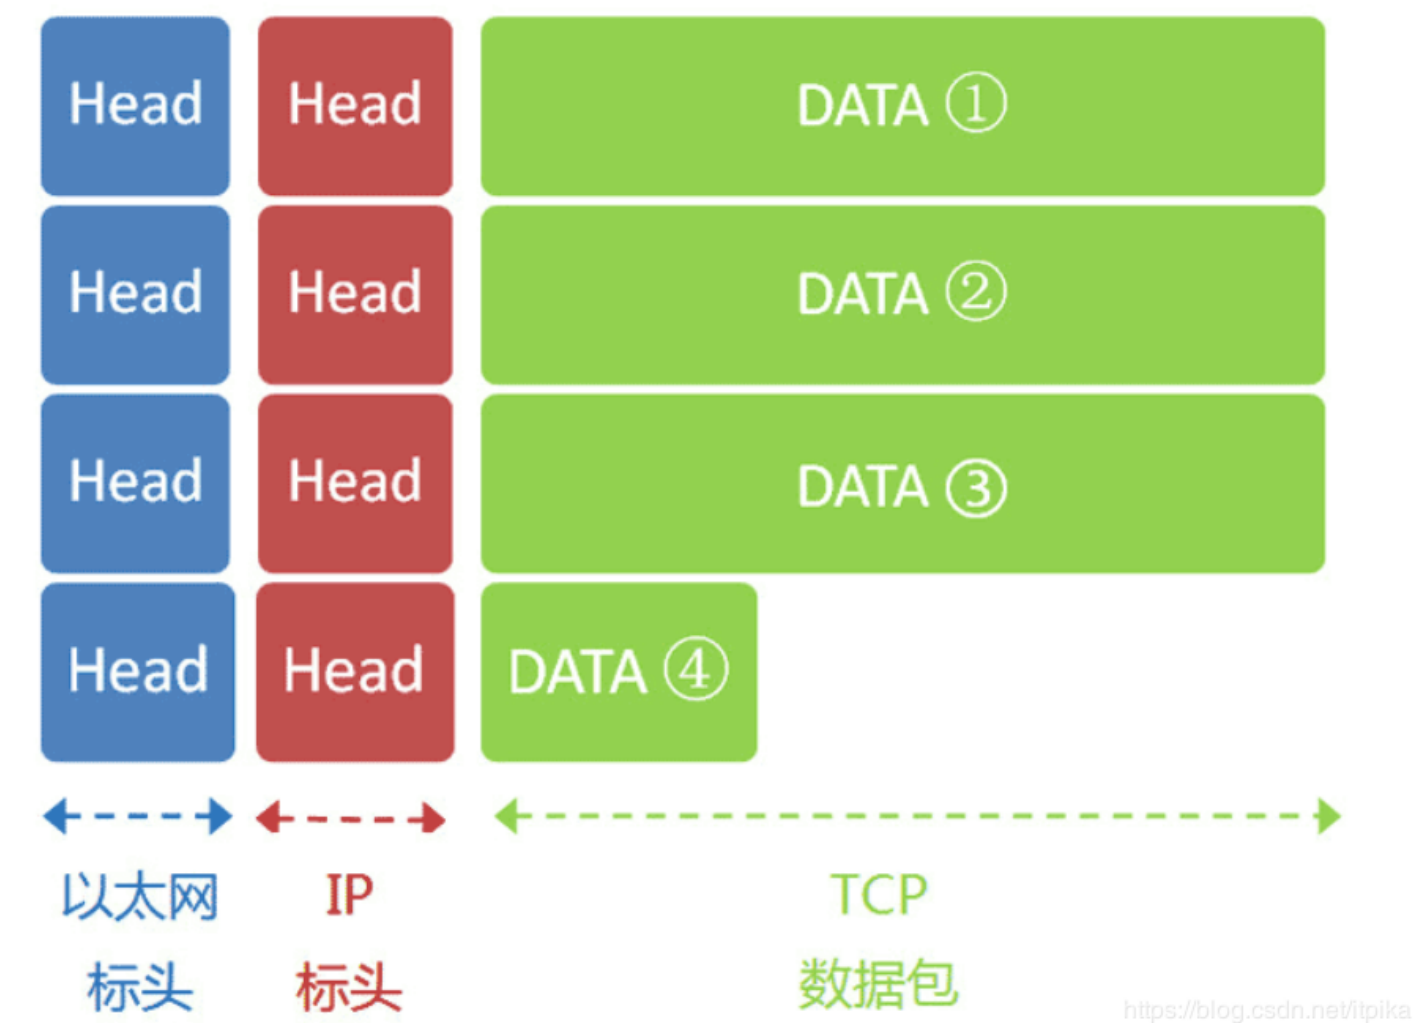 Head Head DATA ①
Head Head DATA ②
Head Head DATA ③
Head Head DATA ④
以太网 IP TCP
标头 标头 数据包
https://blog.csdn.net/itpika